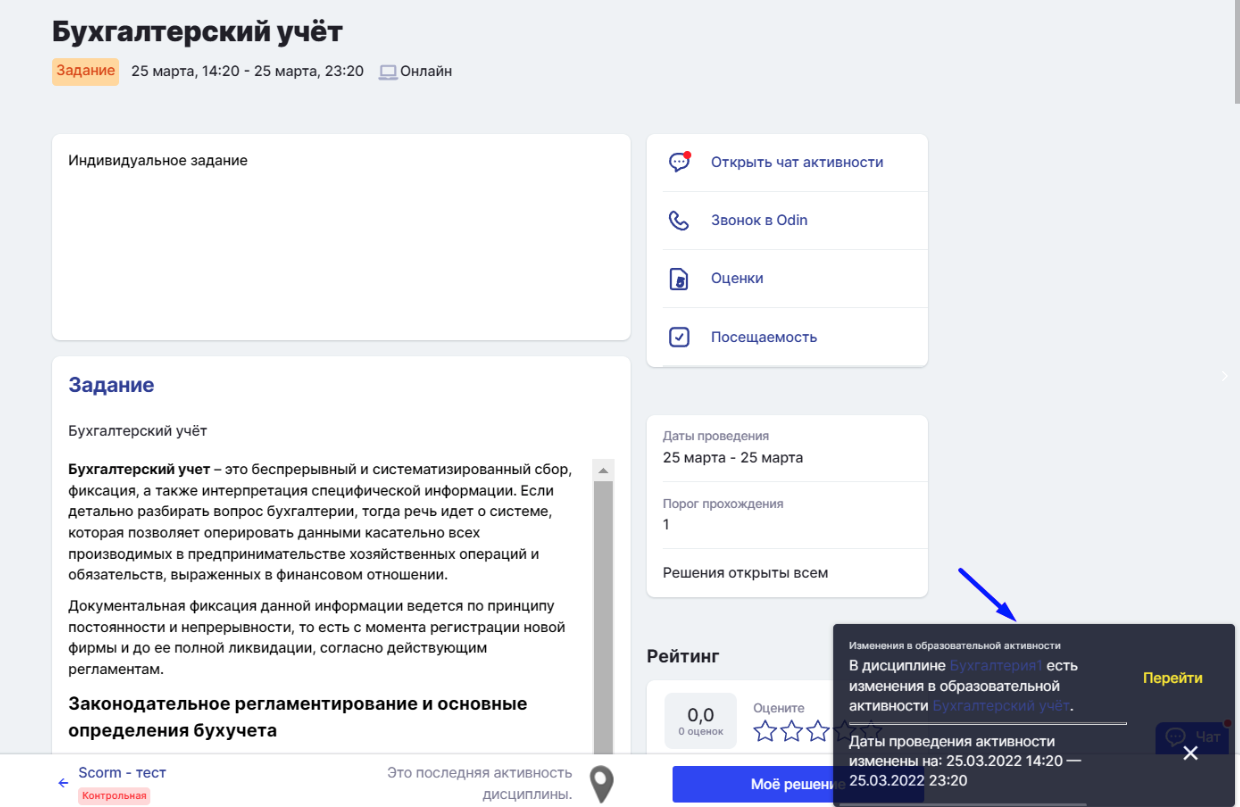 Бухгалтерский учёт
Задание 25 марта, 14:20 - 25 марта, 23:20 Онлайн
Индивидуальное задание
Открыть чат активности
Звонок в Odin
Оценки
Посещаемость
Задание
Бухгалтерский учёт
Бухгалтерский учет – это беспрерывный и систематизированный сбор,
фиксация, а также интерпретация специфической информации. Если
детально разбирать вопрос бухгалтерии, тогда речь идет о системе,
которая позволяет оперировать данными касательно всех
производимых в предпринимательстве хозяйственных операций и
обязательств, выраженных в финансовом отношении.
Документальная фиксация данной информации ведется по принципу
постоянности и непрерывности, то есть с момента регистрации новой
фирмы и до ее полной ликвидации, согласно действующим
регламентам.
Законодательное регламентирование и основные
определения бухучета
Даты проведения
25 марта - 25 марта
Порог прохождения
1
Решения открыты всем
Рейтинг
0,0
0 оценок
Оцените
Изменения в образовательной активности
В дисциплине Бухгалтерия1 есть
изменения в образовательной
активности Бухгалтерский учёт.
Перейти
Даты проведения активности
изменены на: 25.03.2022 14:20 —
25.03.2022 23:20
Чат
Scorm - тест
Контрольная
Это последняя активность
дисциплины.
Моё решение